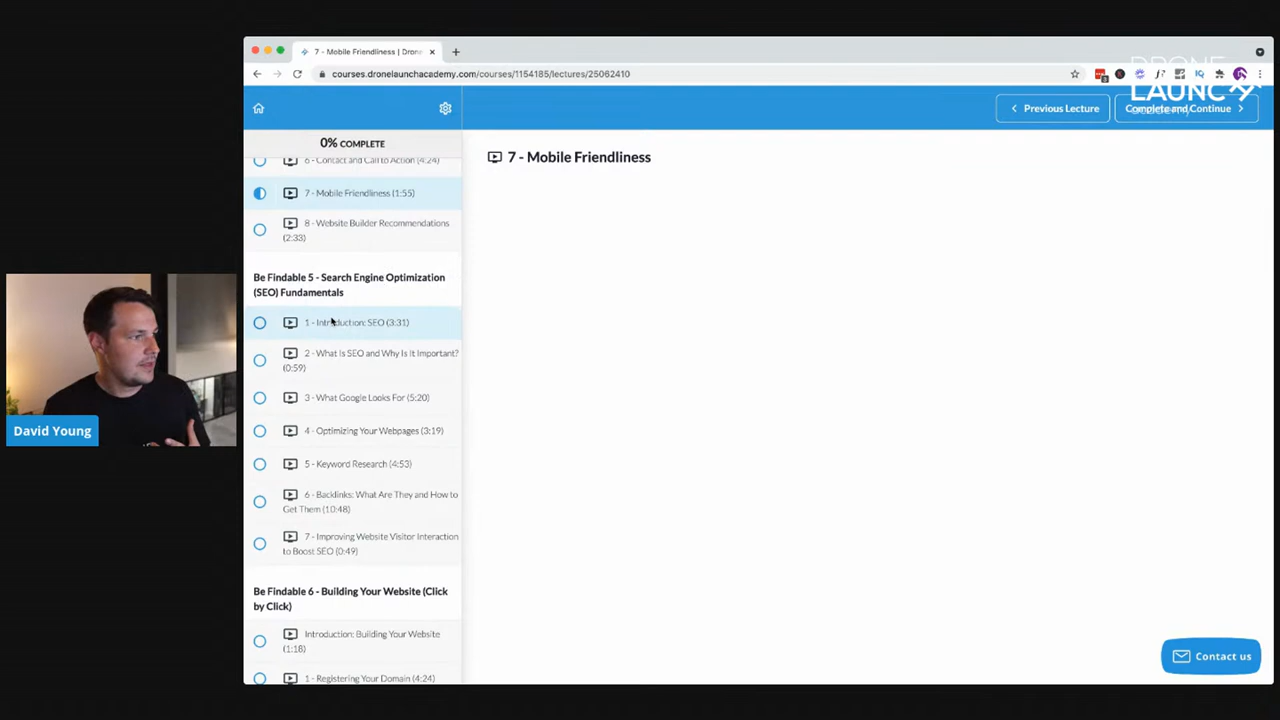 7 - Mobile Friendliness | Drone
courses.dronelaunchacademy.com/courses/1154185/lectures/25062410
DRONE
LAUNCH
academy
Previous Lecture
Complete and Continue
0% COMPLETE
6 - Contact and Call to Action (4:24)
7 - Mobile Friendliness (1:55)
8 - Website Builder Recommendations
(2:33)
Be Findable 5 - Search Engine Optimization
(SEO) Fundamentals
1 - Introduction: SEO (3:31)
2 - What Is SEO and Why Is It Important?
(0:59)
3 - What Google Looks For (5:20)
4 - Optimizing Your Webpages (3:19)
5 - Keyword Research (4:53)
6 - Backlinks: What Are They and How to
Get Them (10:48)
7 - Improving Website Visitor Interaction
to Boost SEO (0:49)
Be Findable 6 - Building Your Website (Click
by Click)
Introduction: Building Your Website
(1:18)
1 - Registering Your Domain (4:24)
7 - Mobile Friendliness
David Young
Contact us